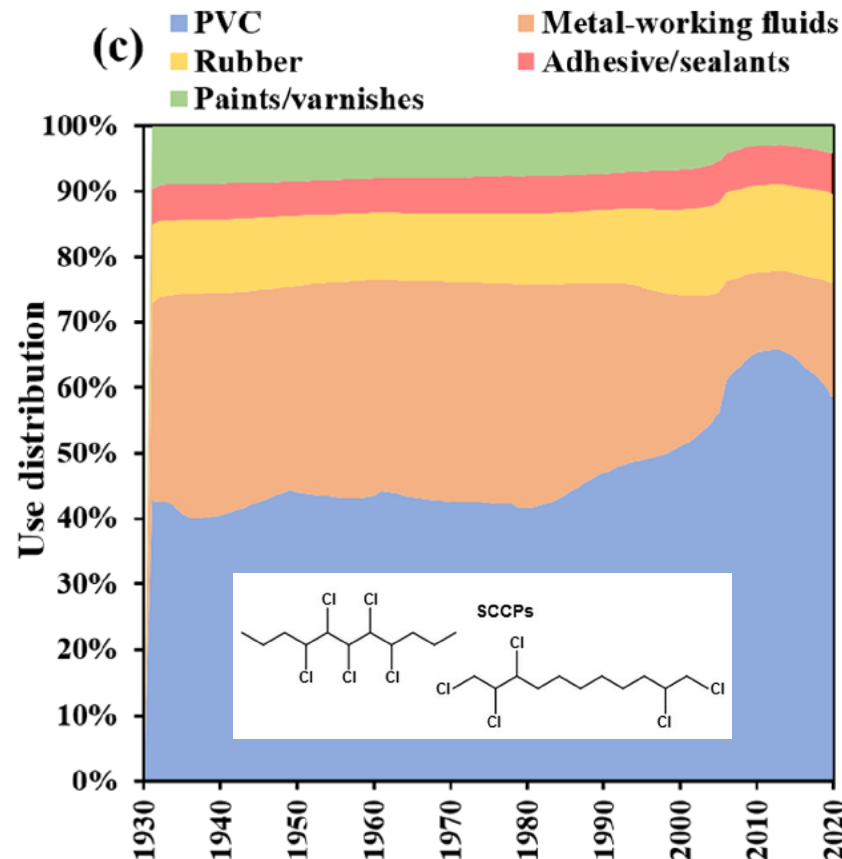 (c)
PVC
Metal-working fluids
Rubber
Adhesive/sealants
Paints/varnishes
Use distribution
100%
90%
80%
70%
60%
50%
40%
30%
20%
10%
0%
Cl Cl
Cl Cl Cl
SCCPs
Cl
Cl Cl
Cl Cl
1930 1940 1950 1960 1970 1980 1990 2000 2010 2020